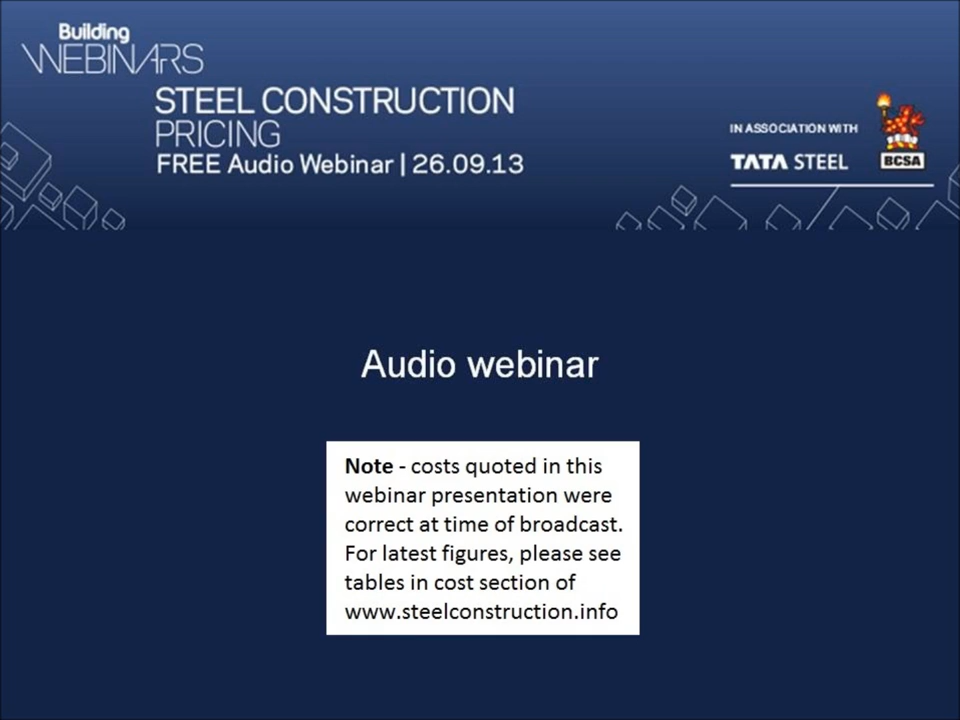 Building
WEBINARS
STEEL CONSTRUCTION
PRICING
FREE Audio Webinar | 26.09.13
IN ASSOCIATION WITH
TATA STEEL
BCSA
Audio webinar
Note - costs quoted in this
webinar presentation were
correct at time of broadcast.
For latest figures, please see
tables in cost section of
www.steelconstruction.info